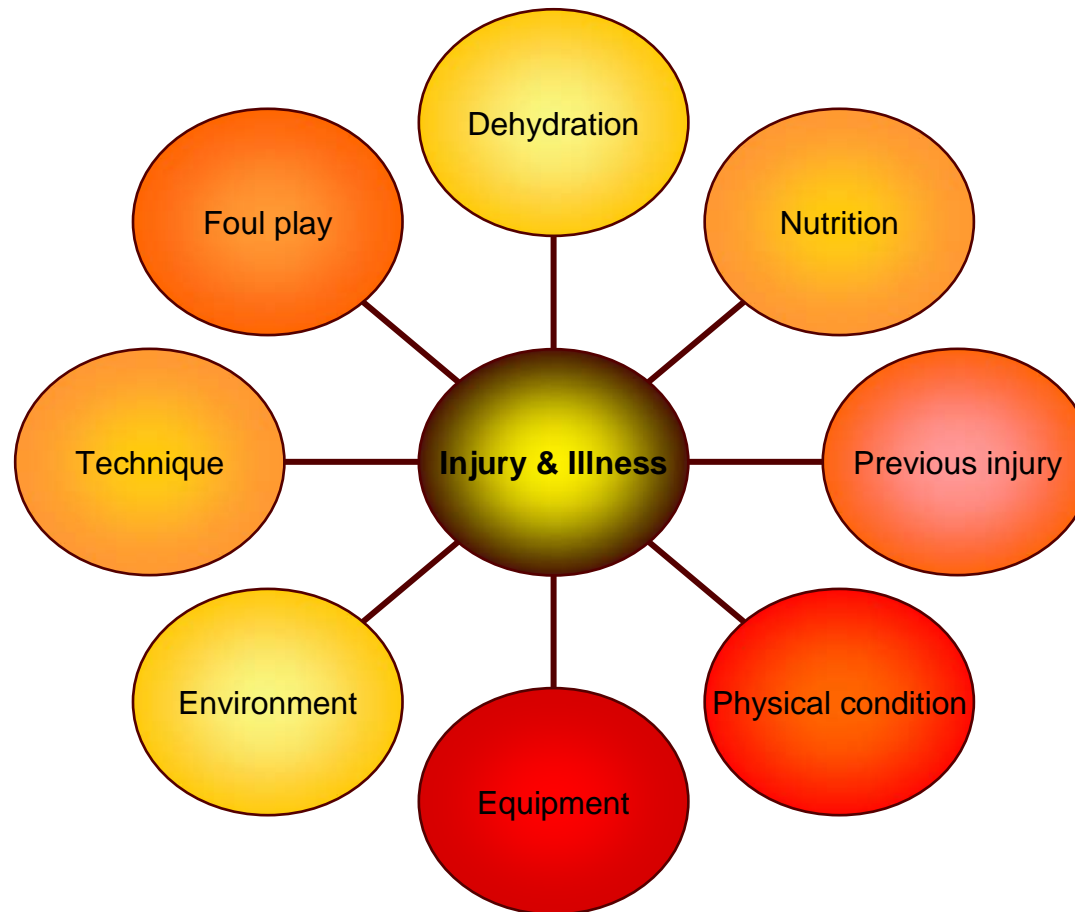 Dehydration
Foul play
Nutrition
Technique
Injury & Illness
Previous injury
Environment
Physical condition
Equipment